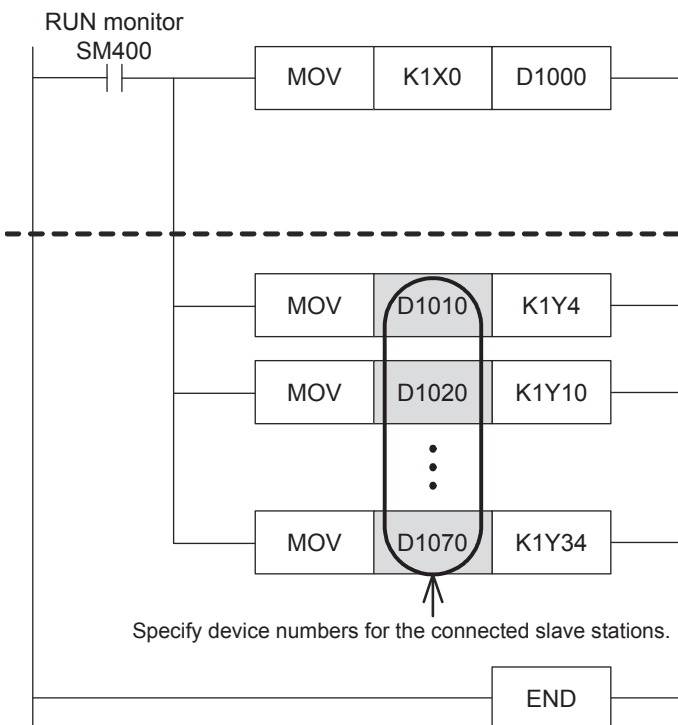 RUN monitor
SM400
MOV K1X0 D1000
MOV D1010 K1Y4
MOV D1020 K1Y10
MOV D1070 K1Y34
Specify device numbers for the connected slave stations.
END